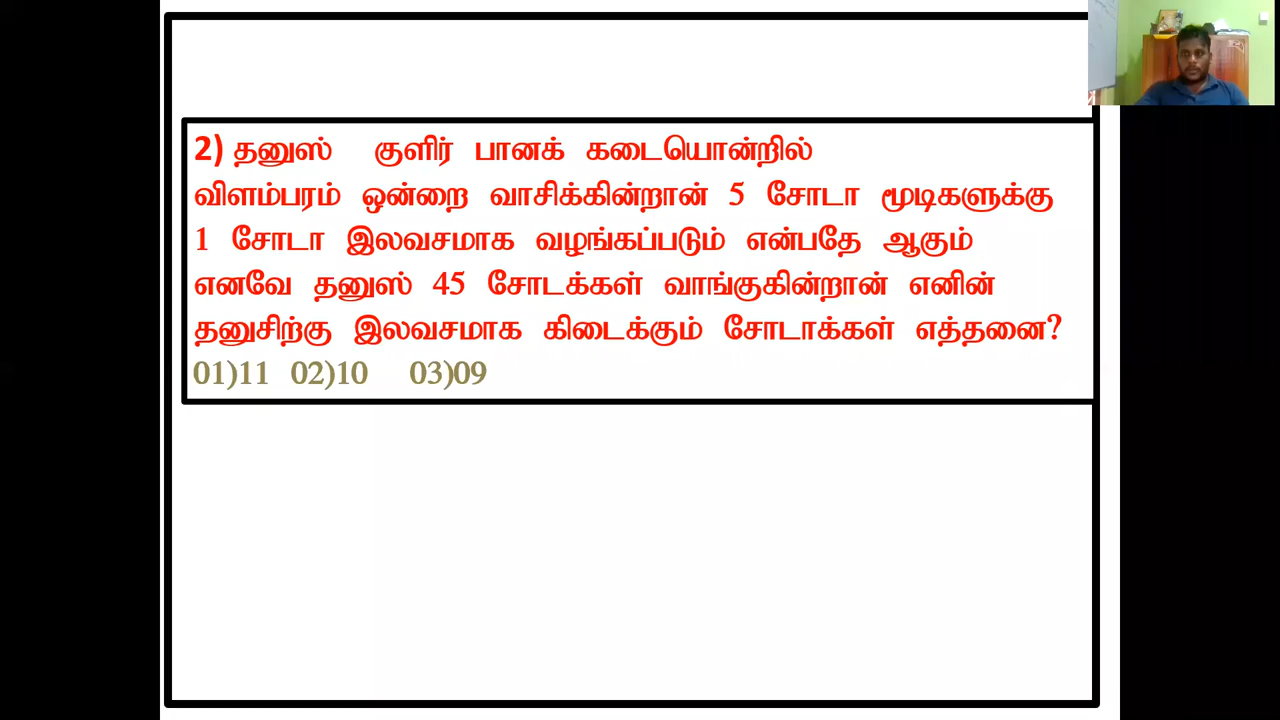 2) தனுஸ் குளிர் பானக் கடையொன்றில்
விளம்பரம் ஒன்றை வாசிக்கின்றான் 5 சோடா மூடிகளுக்கு
1 சோடா இலவசமாக வழங்கப்படும் என்பதே ஆகும்
எனவே தனுஸ் 45 சோடக்கள் வாங்குகின்றான் எனின்
தனுசிற்கு இலவசமாக கிடைக்கும் சோடாக்கள் எத்தனை?
01)11 02)10 03)09